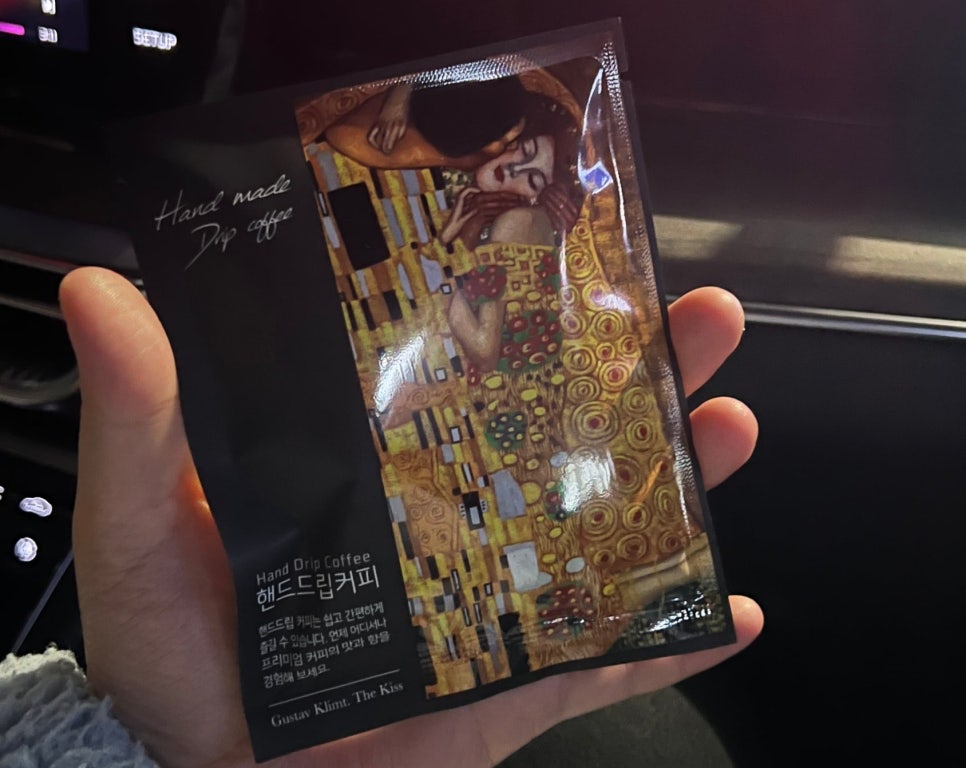 SETUP
Hand made
Drip coffee
Hand Drip Coffee
핸드드립커피
핸드드립 커피는 쉽고 간편하게
즐길 수 있습니다. 언제 어디서나
프리미엄 커피의 맛과 향을
경험해 보세요.
Gustav Klimt. The Kiss